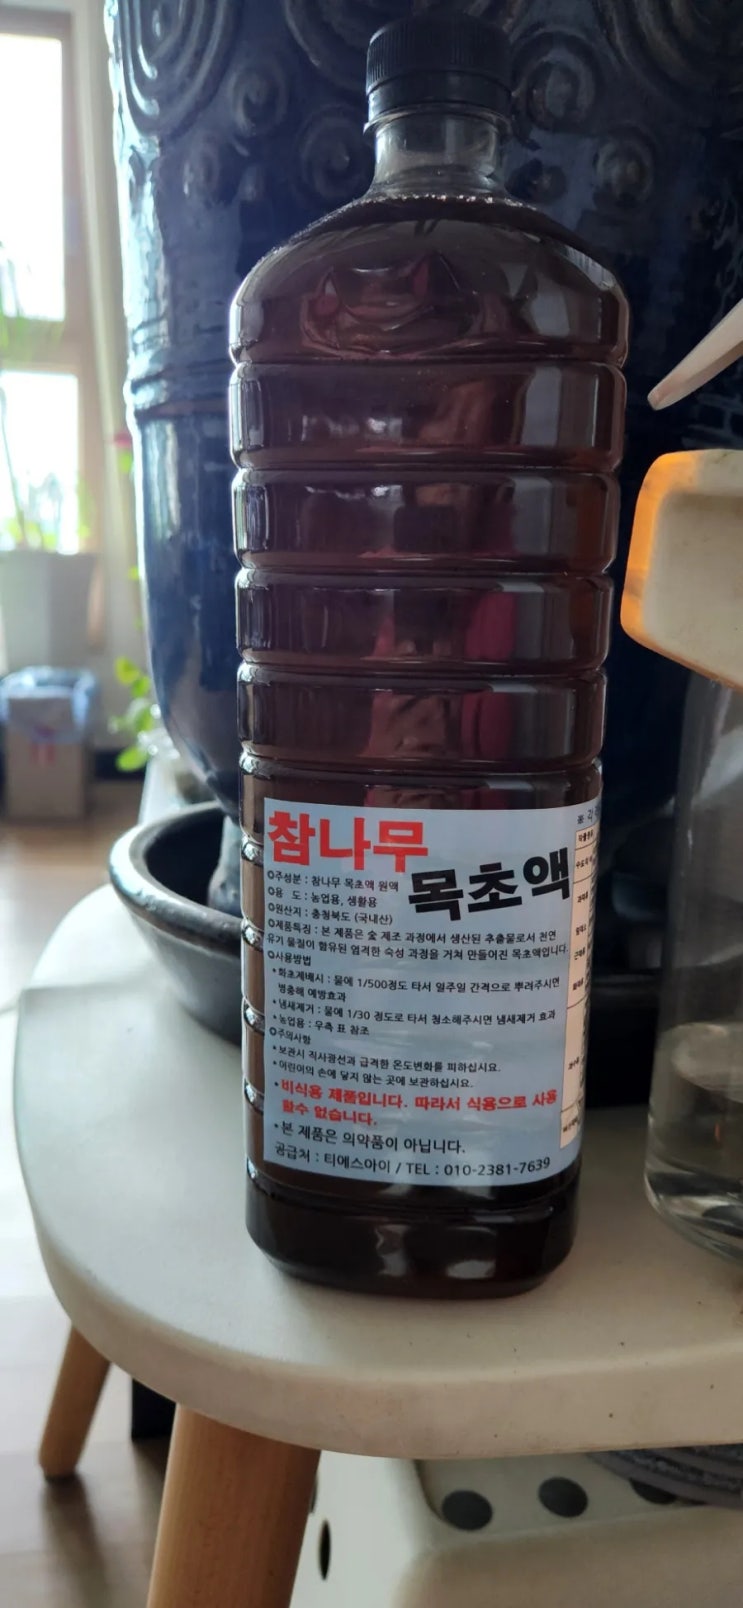 참나무
목초액
✪주성분 : 참나무 목초액 원액
✪용 도 : 농업용, 생활용
✪원산지 : 충청북도 (국내산)
✪제품특징 : 본 제품은 숯 제조 과정에서 생산된 추출물로서 천연
유기 물질이 함유된 엄격한 숙성 과정을 거쳐 만들어진 목초액입니다.
✪사용방법
*화초재배시 : 물에 1/500정도 타서 일주일 간격으로 뿌려주시면
병충해 예방효과
*냄새제거 : 물에 1/30 정도로 타서 청소해주시면 냄새제거 효과
*농업용 : 우측 표 참조
✪주의사항
*보관시 직사광선과 급격한 온도변화를 피하십시요.
*어린이의 손에 닿지 않는 곳에 보관하십시요.
*비식용 제품입니다. 따라서 식용으로 사용
할수 없습니다.
*본 제품은 의약품이 아닙니다.
공급처 : 티에스아이 / TEL : 010-2381-7639